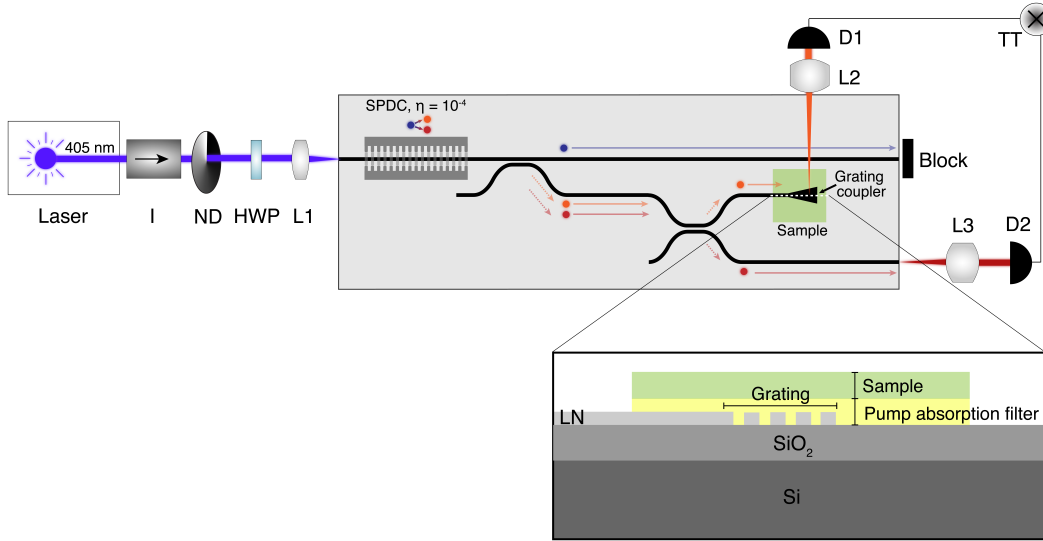 D1
TT
L2
SPDC, η = 10⁻⁴
405 nm
Block
Grating
coupler
Laser
I
ND
HWP
L1
Sample
L3
D2
Sample
Grating
LN
Pump absorption filter
SiO₂
Si